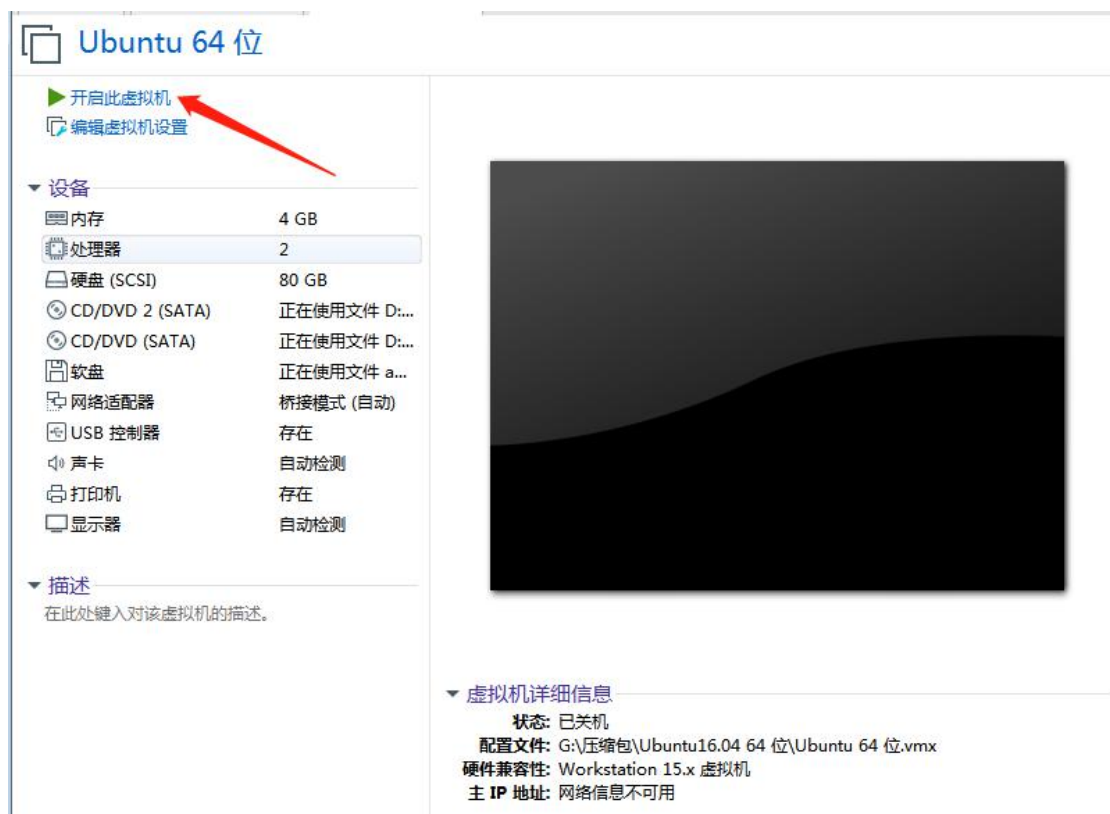 Ubuntu 64 位
开启此虚拟机
编辑虚拟机设置
设备
内存 4 GB
处理器 2
硬盘 (SCSI) 80 GB
CD/DVD 2 (SATA) 正在使用文件 D:...
CD/DVD (SATA) 正在使用文件 D:...
软盘 正在使用文件 a...
网络适配器 桥接模式 (自动)
USB 控制器 存在
声卡 自动检测
打印机 存在
显示器 自动检测
描述
在此处键入对该虚拟机的描述。
虚拟机详细信息
状态: 已关机
配置文件: G:\压缩包\Ubuntu16.04 64 位\Ubuntu 64 位.vmx
硬件兼容性: Workstation 15.x 虚拟机
主 IP 地址: 网络信息不可用